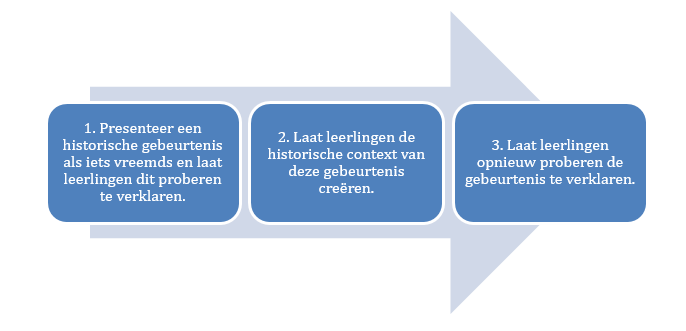 1. Presenteer een
historische gebeurtenis
als iets vreemds en laat
leerlingen dit proberen
te verklaren.
2. Laat leerlingen de
historische context van
deze gebeurtenis
creëren.
3. Laat leerlingen
opnieuw proberen de
gebeurtenis te verklaren.